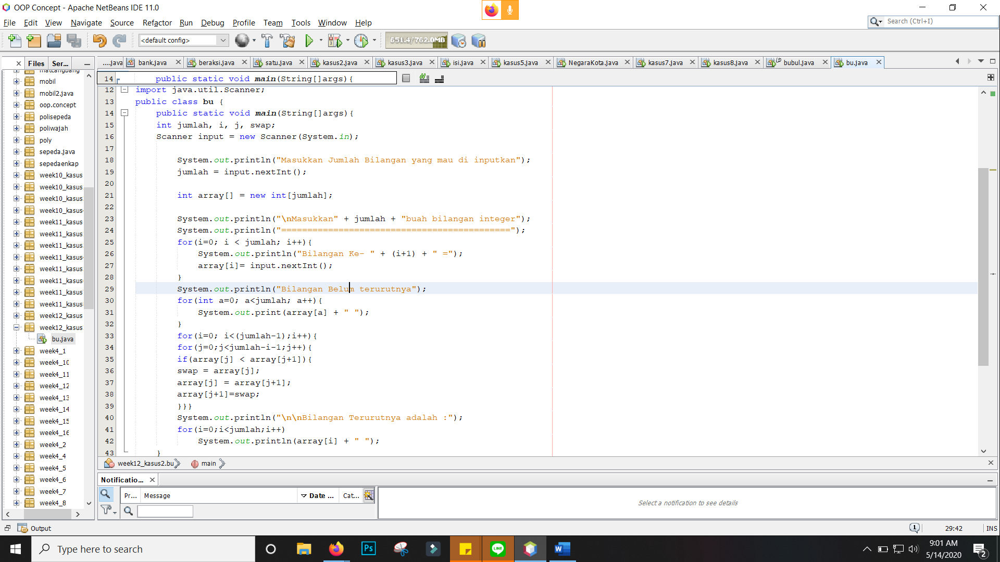 OOP Concept - Apache NetBeans IDE 11.0
File Edit View Navigate Source Refactor Run Debug Profile Team Tools Window Help
Search (Ctrl+I)
<default config>
651.4/762.0MB
Files Ser...
....java bank.java beraksi.java satu.java kasus2.java kasus3.java isi.java kasus5.java NegaraKota.java kasus7.java kasus8.java bubul.java bu.java
matcangbang
mobil
mobil2.java
oop.concept
polisepeda
poliwajah
poly
sepeda.java
sepedaenkap
week10_kasus
week10_kasus
week10_kasus
week10_kasus
week11_kasus
week11_kasus
week11_kasus
week11_kasus
week11_kasus
week11_kasus
week11_kasus
week11_kasus
week12_kasus
week12_kasus
bu.java
week4_1
week4_10
week4_11
week4_12
week4_13
week4_14
week4_15
week4_16
week4_2
week4_4
week4_5
week4_6
week4_7
week4_8
14 public static void main(String[]args){
12 import java.util.Scanner;
13 public class bu {
14 public static void main(String[]args){
15 int jumlah, i, j, swap;
16 Scanner input = new Scanner(System.in);
17
18 System.out.println("Masukkan Jumlah Bilangan yang mau di inputkan");
19 jumlah = input.nextInt();
20
21 int array[] = new int[jumlah];
22
23 System.out.println("\nMasukkan" + jumlah + "buah bilangan integer");
24 System.out.println("============================================");
25 for(i=0; i < jumlah; i++){
26 System.out.println("Bilangan Ke- " + (i+1) + " =");
27 array[i]= input.nextInt();
28 }
29 System.out.println("Bilangan Belum terurutnya");
30 for(int a=0; a<jumlah; a++){
31 System.out.print(array[a] + " ");
32 }
33 for(i=0; i<(jumlah-1);i++){
34 for(j=0;j<jumlah-i-1;j++){
35 if(array[j] < array[j+1]){
36 swap = array[j];
37 array[j] = array[j+1];
38 array[j+1]=swap;
39 }}}
40 System.out.println("\n\nBilangan Terurutnya adalah :");
41 for(i=0;i<jumlah;i++)
42 System.out.println(array[i] + " ");
43 }
week12_kasus2.bu main
Notificatio...
Pr... Message Date ... Cat...
Select a notification to see details
Output
1 29:42 INS
Type here to search
Ps
LINE
W
9:01 AM
5/14/2020
2